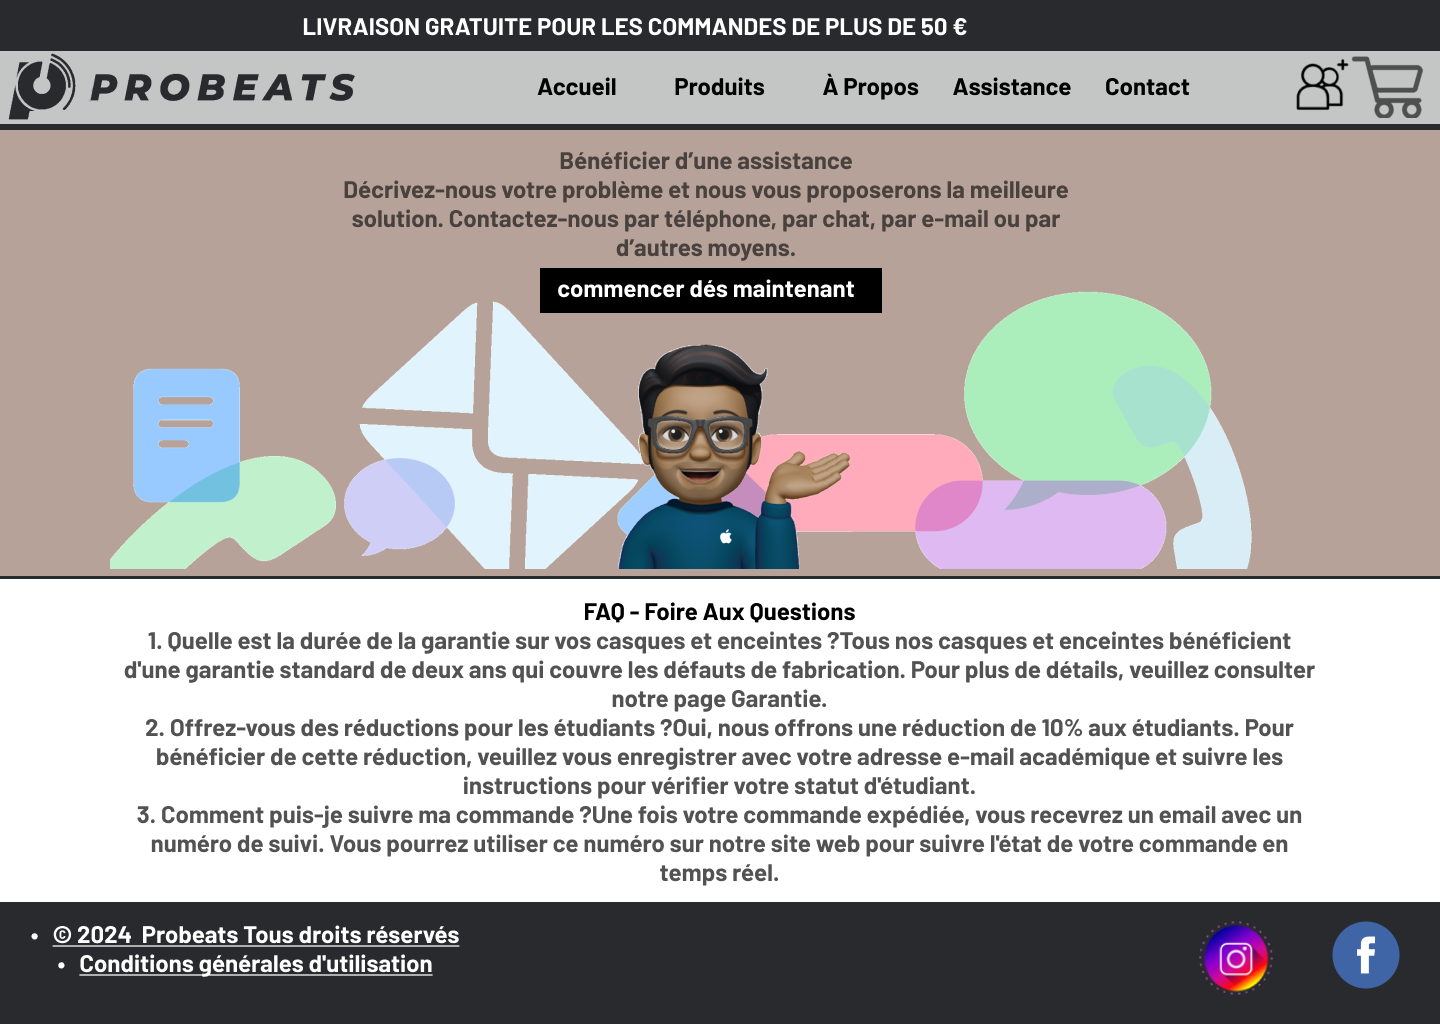 LIVRAISON GRATUITE POUR LES COMMANDES DE PLUS DE 50 €
PROBEATS
Accueil Produits À Propos Assistance Contact
Bénéficier d’une assistance
Décrivez-nous votre problème et nous vous proposerons la meilleure
solution. Contactez-nous par téléphone, par chat, par e-mail ou par
d’autres moyens.
commencer dés maintenant
FAQ - Foire Aux Questions
1. Quelle est la durée de la garantie sur vos casques et enceintes ?Tous nos casques et enceintes bénéficient
d'une garantie standard de deux ans qui couvre les défauts de fabrication. Pour plus de détails, veuillez consulter
notre page Garantie.
2. Offrez-vous des réductions pour les étudiants ?Oui, nous offrons une réduction de 10% aux étudiants. Pour
bénéficier de cette réduction, veuillez vous enregistrer avec votre adresse e-mail académique et suivre les
instructions pour vérifier votre statut d'étudiant.
3. Comment puis-je suivre ma commande ?Une fois votre commande expédiée, vous recevrez un email avec un
numéro de suivi. Vous pourrez utiliser ce numéro sur notre site web pour suivre l'état de votre commande en
temps réel.
• © 2024 Probeats Tous droits réservés
• Conditions générales d'utilisation